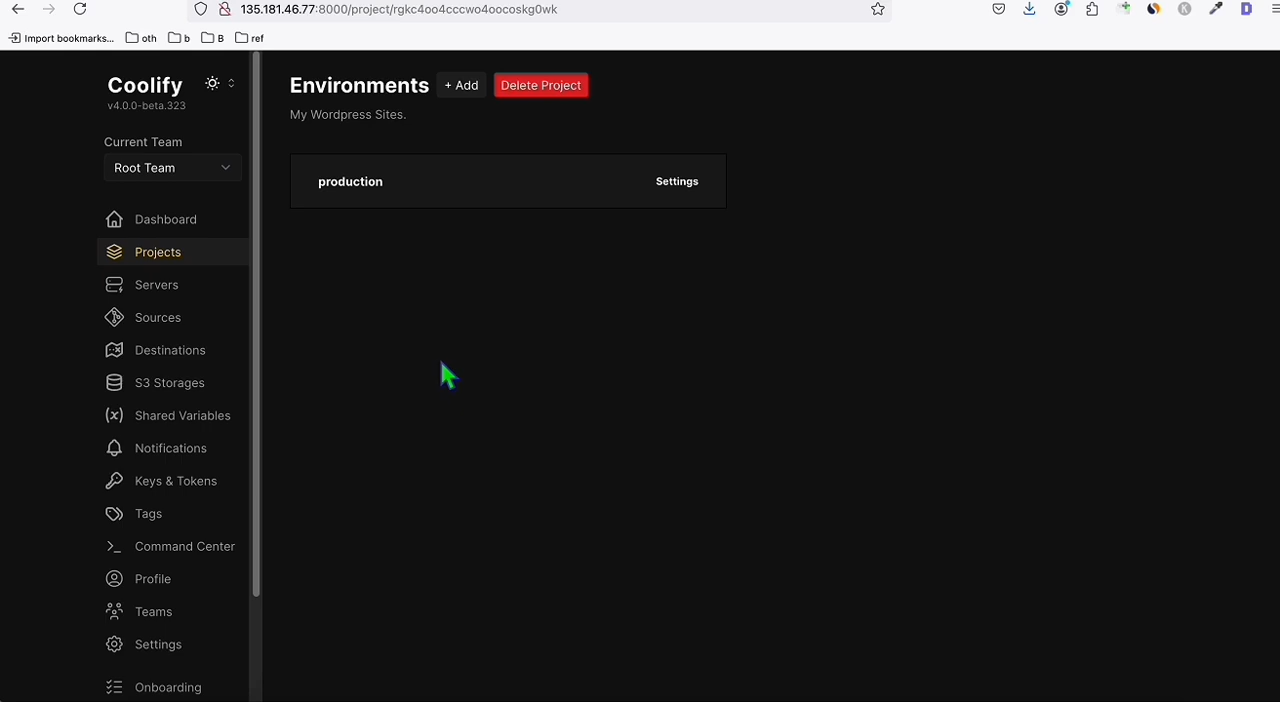 135.181.46.77:8000/project/rgkc4oo4cccwo4oocoskg0wk
Import bookmarks... oth b B ref
Coolify
v4.0.0-beta.323
Current Team
Root Team
Dashboard
Projects
Servers
Sources
Destinations
S3 Storages
Shared Variables
Notifications
Keys & Tokens
Tags
Command Center
Profile
Teams
Settings
Onboarding
Environments + Add Delete Project
My Wordpress Sites.
production Settings